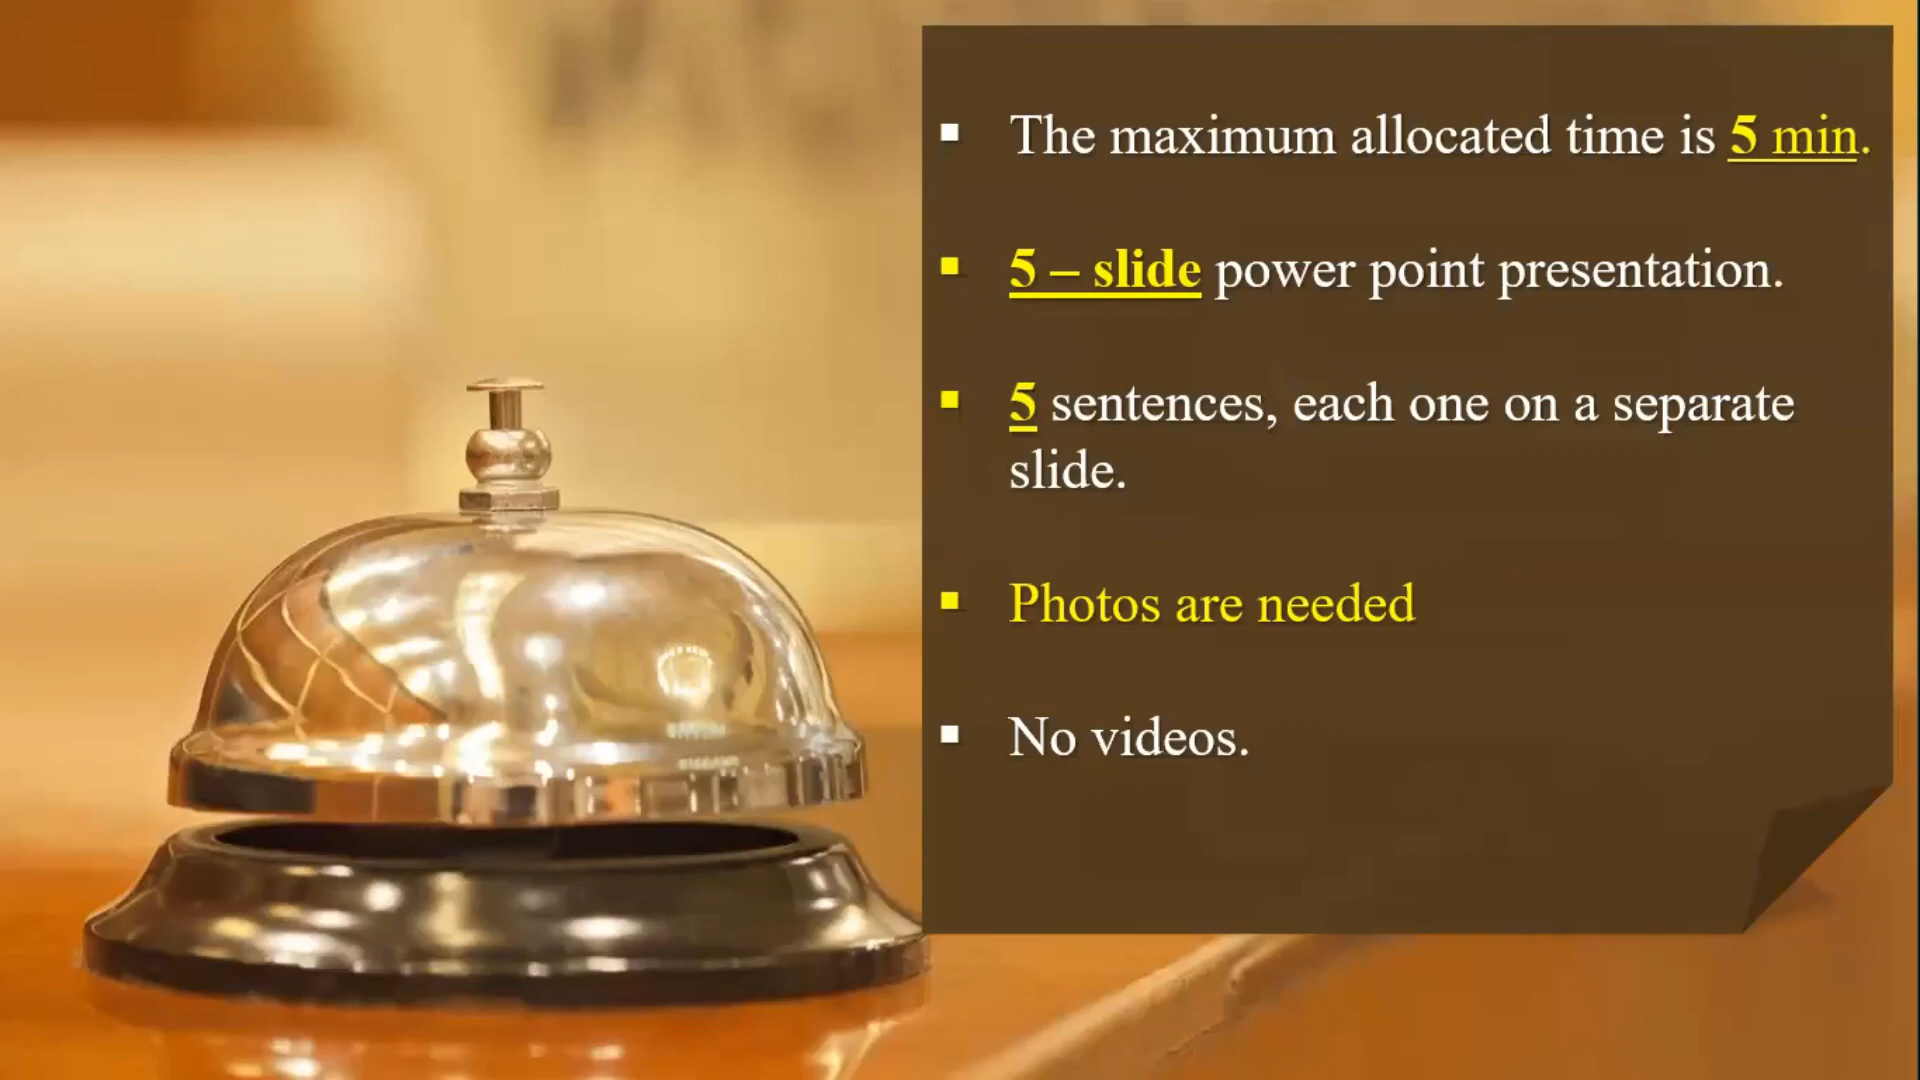 ▪ The maximum allocated time is 5 min.
▪ 5 – slide power point presentation.
▪ 5 sentences, each one on a separate
slide.
▪ Photos are needed
▪ No videos.